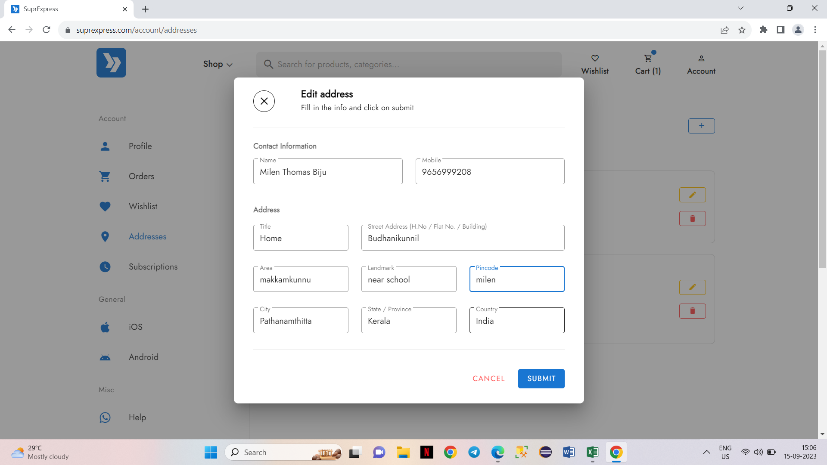 SuprExpress
suprexpress.com/account/addresses
Shop
Search for products, categories...
Wishlist
Cart (1)
Account
Account
Profile
Orders
Wishlist
Addresses
Subscriptions
General
iOS
Android
Misc
Help
Edit address
Fill in the info and click on submit
Contact Information
Name
Milen Thomas Biju
Mobile
9656999208
Address
Title
Home
Street Address (H.No / Flat No. / Building)
Budhanikunnil
Area
makkamkunnu
Landmark
near school
Pincode
milen
City
Pathanamthitta
State / Province
Kerala
Country
India
CANCEL
SUBMIT
29°C
Mostly cloudy
Search
ENG
US
15:06
15-09-2023